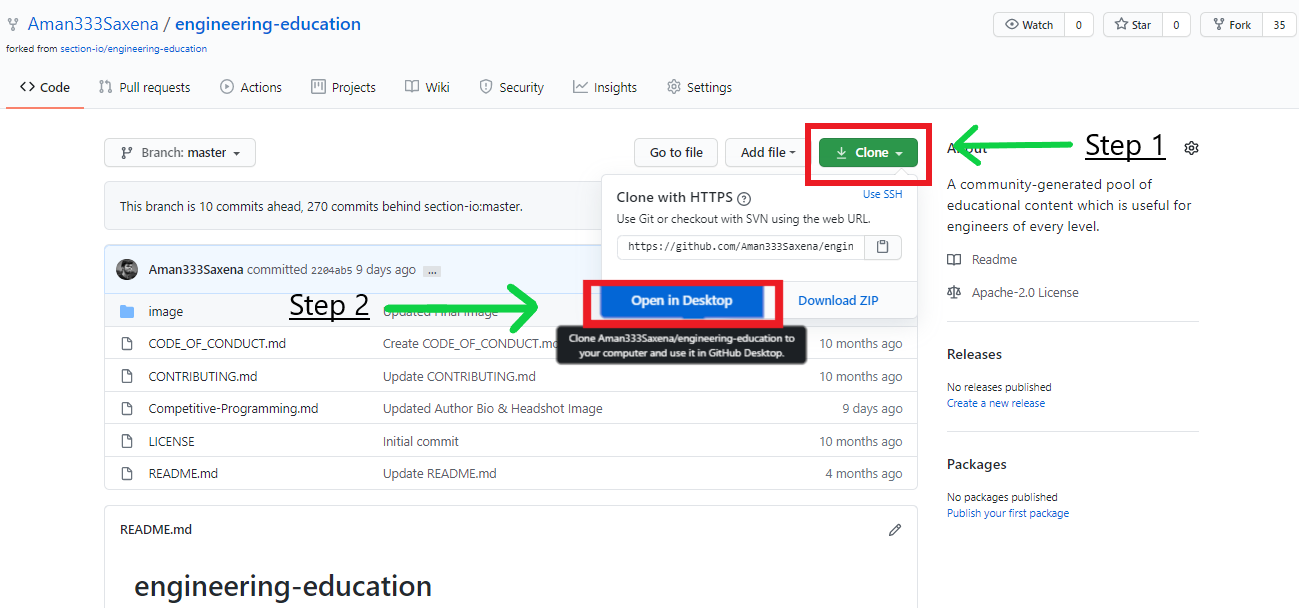 Aman333Saxena / engineering-education
Watch 0
Star 0
Fork 35
forked from section-io/engineering-education
Code
Pull requests
Actions
Projects
Wiki
Security
Insights
Settings
Branch: master
Go to file
Add file
Clone
Step 1
About
A community-generated pool of
educational content which is useful for
engineers of every level.
Readme
Apache-2.0 License
Releases
No releases published
Create a new release
Packages
No packages published
Publish your first package
Clone with HTTPS ?
Use SSH
Use Git or checkout with SVN using the web URL.
https://github.com/Aman333Saxena/engin
Open in Desktop
Download ZIP
Clone Aman333Saxena/engineering-education to
your computer and use it in GitHub Desktop.
Step 2
This branch is 10 commits ahead, 270 commits behind section-io:master.
Aman333Saxena committed 2204ab5 9 days ago ...
image Updated Final Image
CODE_OF_CONDUCT.md Create CODE_OF_CONDUCT.md 10 months ago
CONTRIBUTING.md Update CONTRIBUTING.md 10 months ago
Competitive-Programming.md Updated Author Bio & Headshot Image 9 days ago
LICENSE Initial commit 10 months ago
README.md Update README.md 4 months ago
README.md
engineering-education